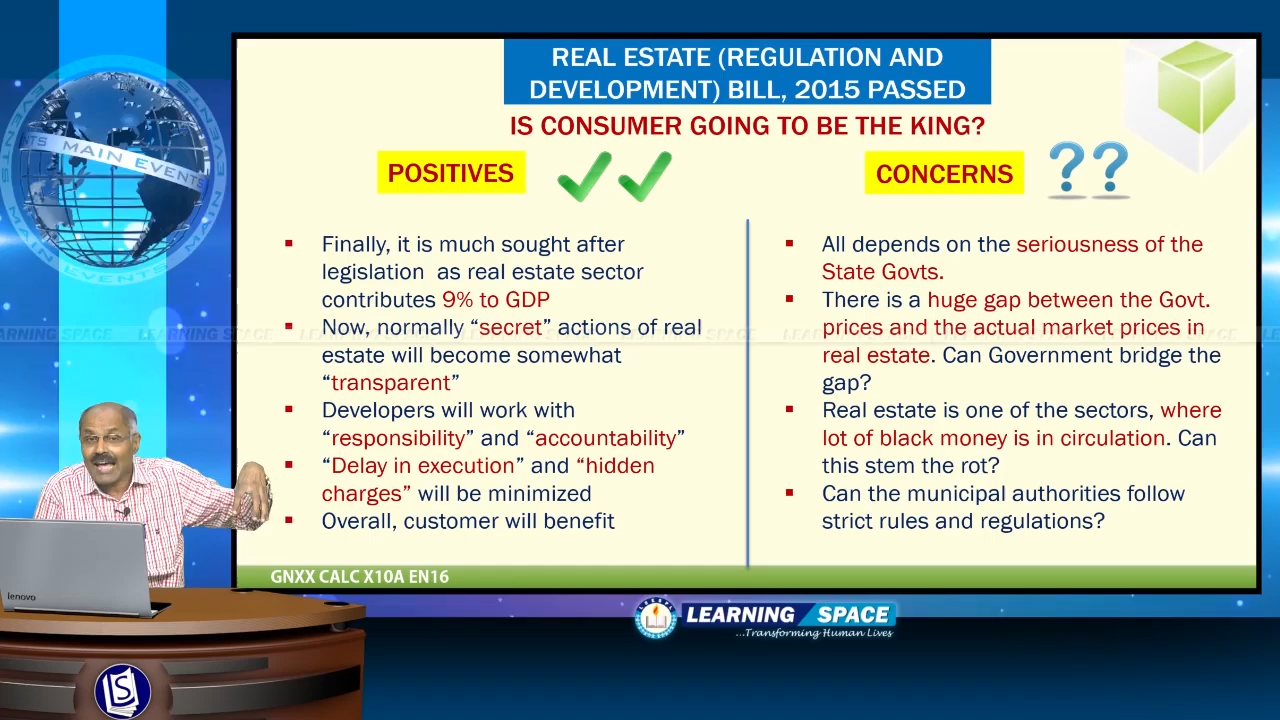 REAL ESTATE (REGULATION AND
DEVELOPMENT) BILL, 2015 PASSED
IS CONSUMER GOING TO BE THE KING?
POSITIVES
CONCERNS
MAIN EVENTS
▪ Finally, it is much sought after
legislation as real estate sector
contributes 9% to GDP
▪ Now, normally “secret” actions of real
estate will become somewhat
“transparent”
▪ Developers will work with
“responsibility” and “accountability”
▪ “Delay in execution” and “hidden
charges” will be minimized
▪ Overall, customer will benefit
▪ All depends on the seriousness of the
State Govts.
▪ There is a huge gap between the Govt.
prices and the actual market prices in
real estate. Can Government bridge the
gap?
▪ Real estate is one of the sectors, where
lot of black money is in circulation. Can
this stem the rot?
▪ Can the municipal authorities follow
strict rules and regulations?
LEARNING SPACE
GNXX CALC X10A EN16
lenovo
LEARNING SPACE
...Transforming Human Lives
LS